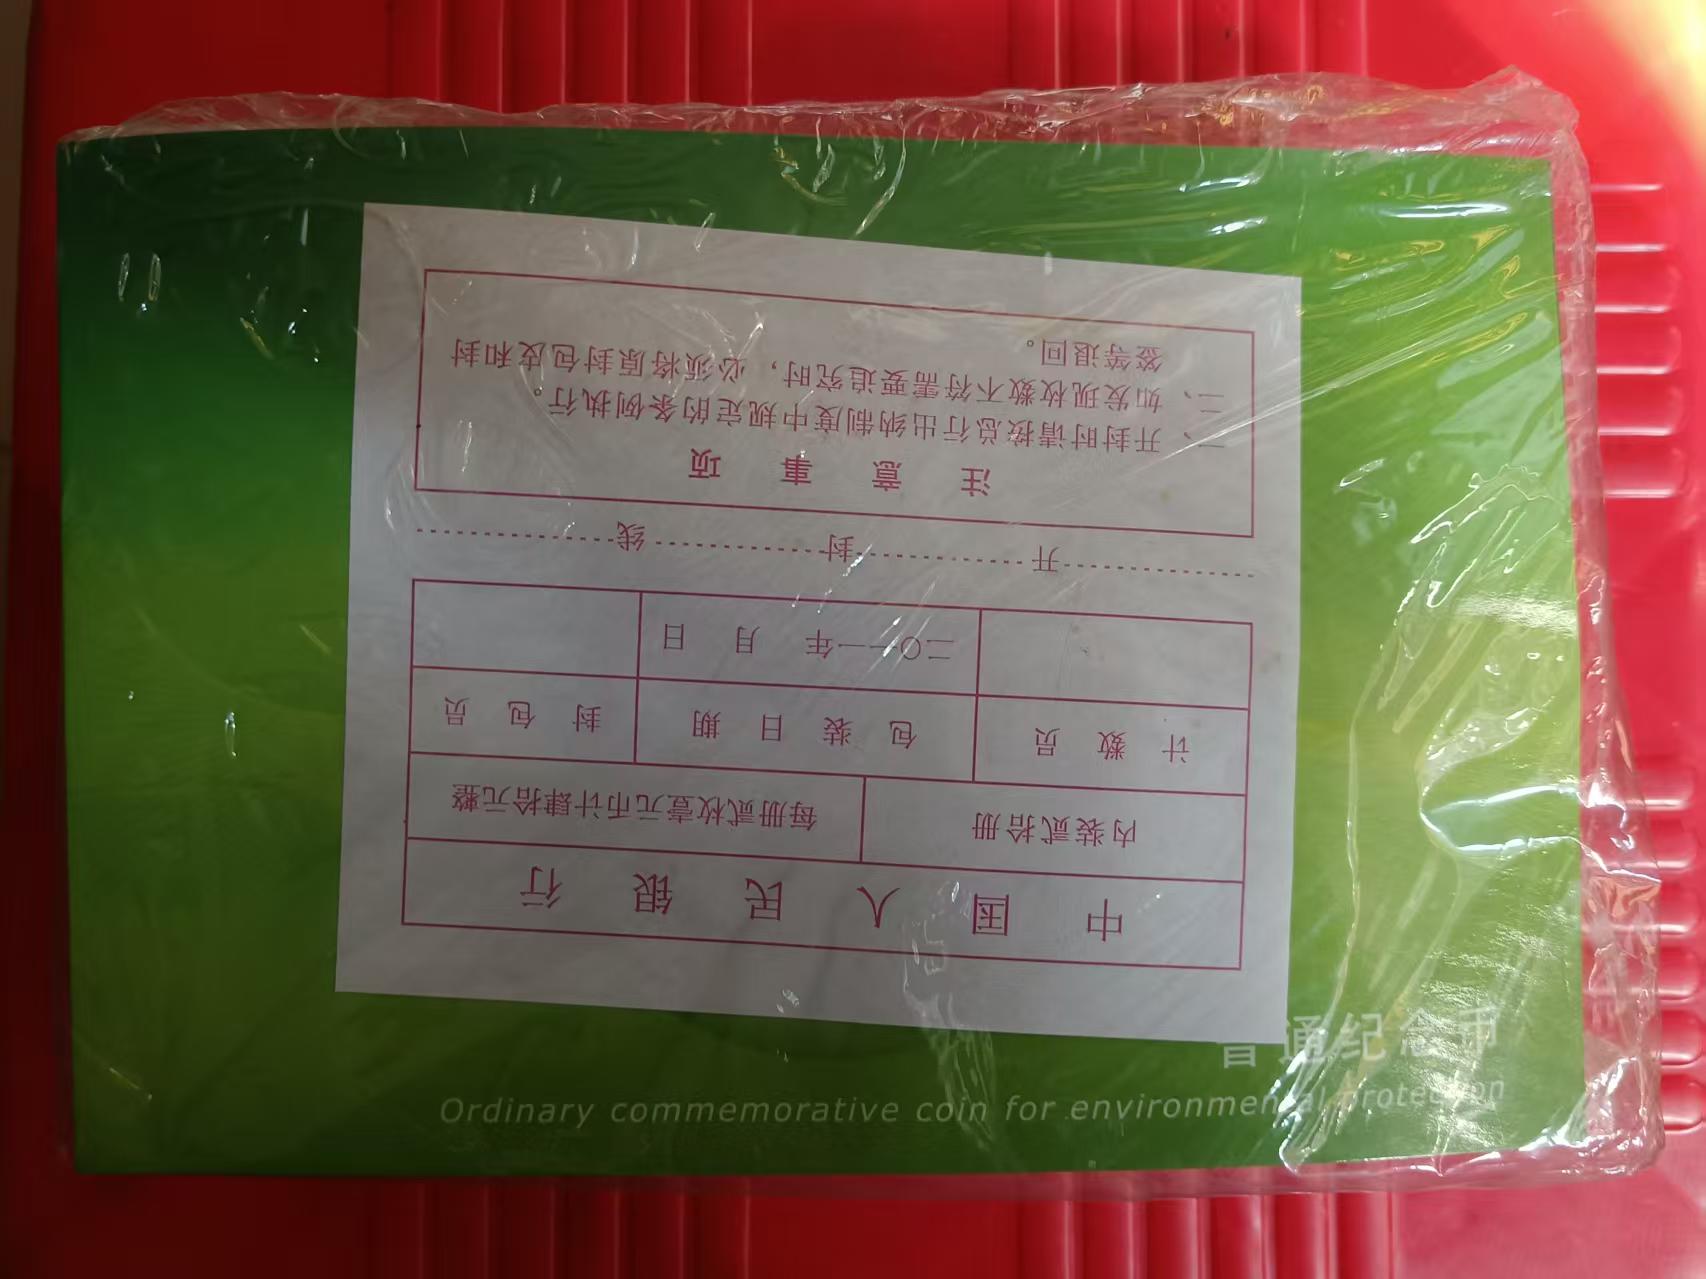 中国人民银行
内装贰拾册 每册贰枚壹元币计肆拾元整
计数员 包装日期 封包员
二〇一一年 月 日
开封线
注意事项
一、开封时请按总行出纳制度中规定的条例执行。
二、如发现枚数不符需要追究时，必须将原封包皮和封
签等退回。
普通纪念币
Ordinary commemorative coin for environmental protection